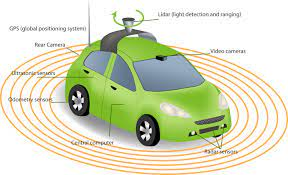 Lidar (light detection and ranging)
GPS (global positioning system)
Rear Camera
Video cameras
Ultrasonic sensors
Odometry sensors
Central computer
Radar sensors